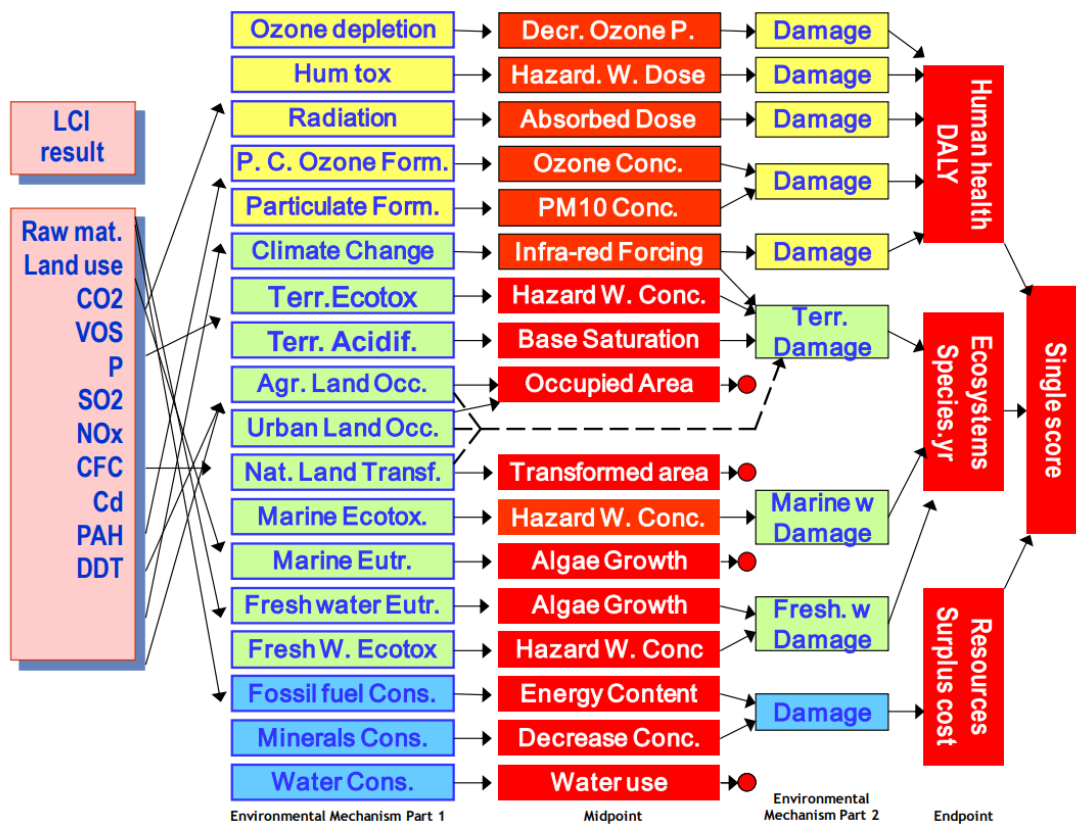 LCI
result
Raw mat.
Land use
CO2
VOS
P
SO2
NOx
CFC
Cd
PAH
DDT
Ozone depletion
Hum tox
Radiation
P. C. Ozone Form.
Particulate Form.
Climate Change
Terr.Ecotox
Terr. Acidif.
Agr. Land Occ.
Urban Land Occ.
Nat. Land Transf.
Marine Ecotox.
Marine Eutr.
Fresh water Eutr.
Fresh W. Ecotox
Fossil fuel Cons.
Minerals Cons.
Water Cons.
Environmental Mechanism Part 1
Decr. Ozone P.
Hazard. W. Dose
Absorbed Dose
Ozone Conc.
PM10 Conc.
Infra-red Forcing
Hazard W. Conc.
Base Saturation
Occupied Area
Transformed area
Hazard W. Conc.
Algae Growth
Algae Growth
Hazard W. Conc
Energy Content
Decrease Conc.
Water use
Midpoint
Damage
Damage
Damage
Damage
Damage
Terr.
Damage
Marine w
Damage
Fresh. w
Damage
Damage
Environmental
Mechanism Part 2
Human health
DALY
Ecosystems
Species.yr
Resources
Surplus cost
Endpoint
Single score